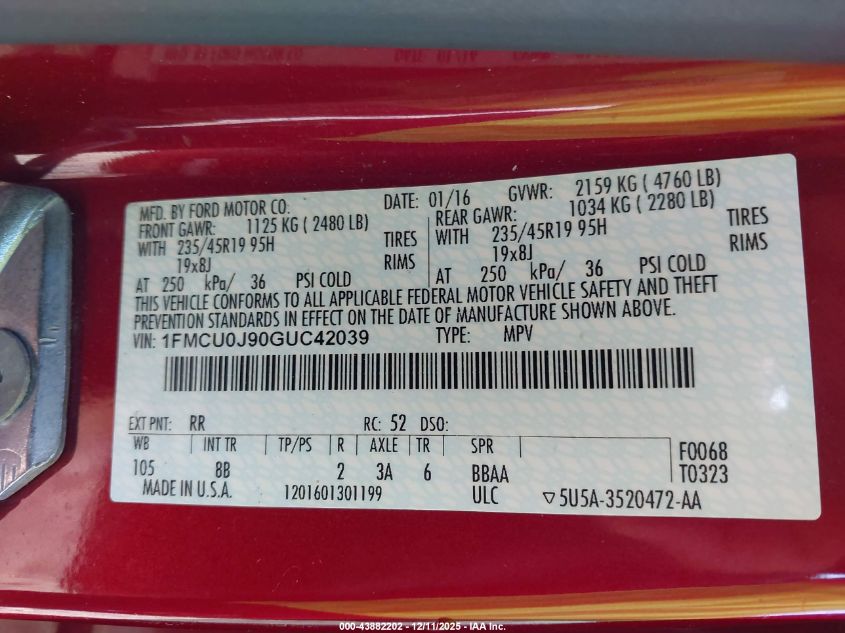 MFD. BY FORD MOTOR CO. DATE: 01/16 GVWR: 2159 KG ( 4760 LB)
FRONT GAWR: 1125 KG ( 2480 LB) REAR GAWR: 1034 KG ( 2280 LB)
WITH 235/45R19 95H TIRES WITH 235/45R19 95H TIRES
19x8J RIMS 19x8J RIMS
AT 250 kPa/ 36 PSI COLD AT 250 kPa/ 36 PSI COLD
THIS VEHICLE CONFORMS TO ALL APPLICABLE FEDERAL MOTOR VEHICLE SAFETY AND THEFT
PREVENTION STANDARDS IN EFFECT ON THE DATE OF MANUFACTURE SHOWN ABOVE.
VIN: 1FMCU0J90GUC42039 TYPE: MPV
EXT PNT: RR RC: 52 DSO:
WB INT TR TP/PS R AXLE TR SPR F0068
105 8B 2 3A 6 BBAA T0323
MADE IN U.S.A. 1201601301199 ULC ▽5U5A-3520472-AA
000-43882202 - 12/11/2025 - IAA Inc.